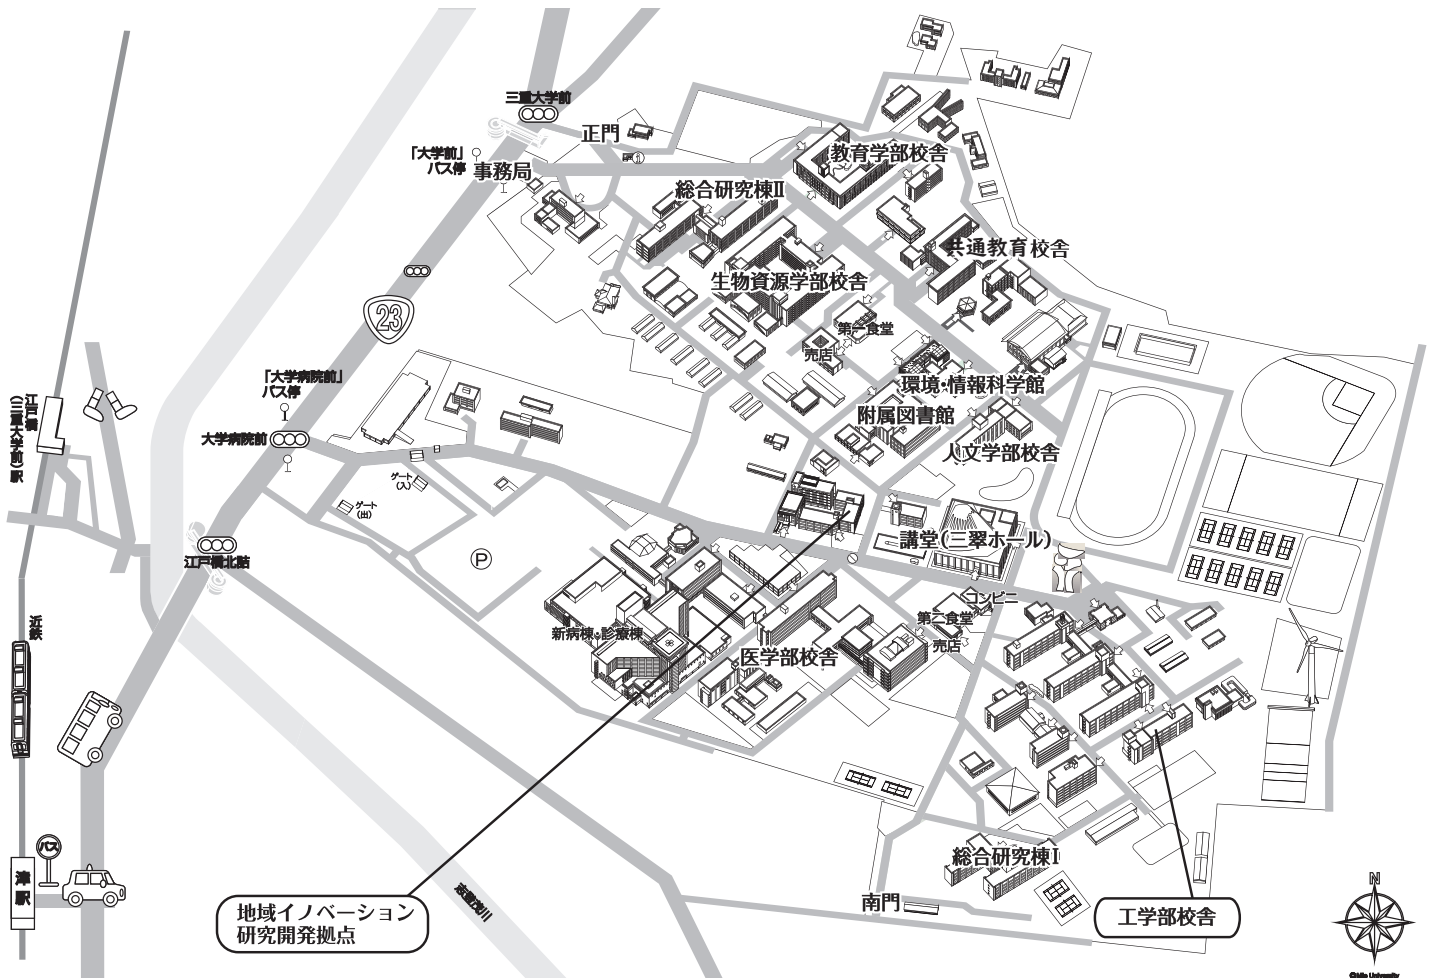 三重大学前
正門
「大学前」
バス停
事務局
教育学部校舎
総合研究棟Ⅱ
共通教育校舎
生物資源学部校舎
23
第一食堂
売店
「大学病院前」
バス停
環境・情報科学館
附属図書館
人文学部校舎
大学病院前
江戸橋
(三重大学前)駅
ゲート
(入)
ゲート
(出)
P
講堂(三翠ホール)
江戸橋北詰
コンビニ
第二食堂
売店
近鉄
新病棟・診療棟
医学部校舎
バス
津駅
総合研究棟Ⅰ
志登茂川
南門
地域イノベーション
研究開発拠点
工学部校舎
N
©Mie University